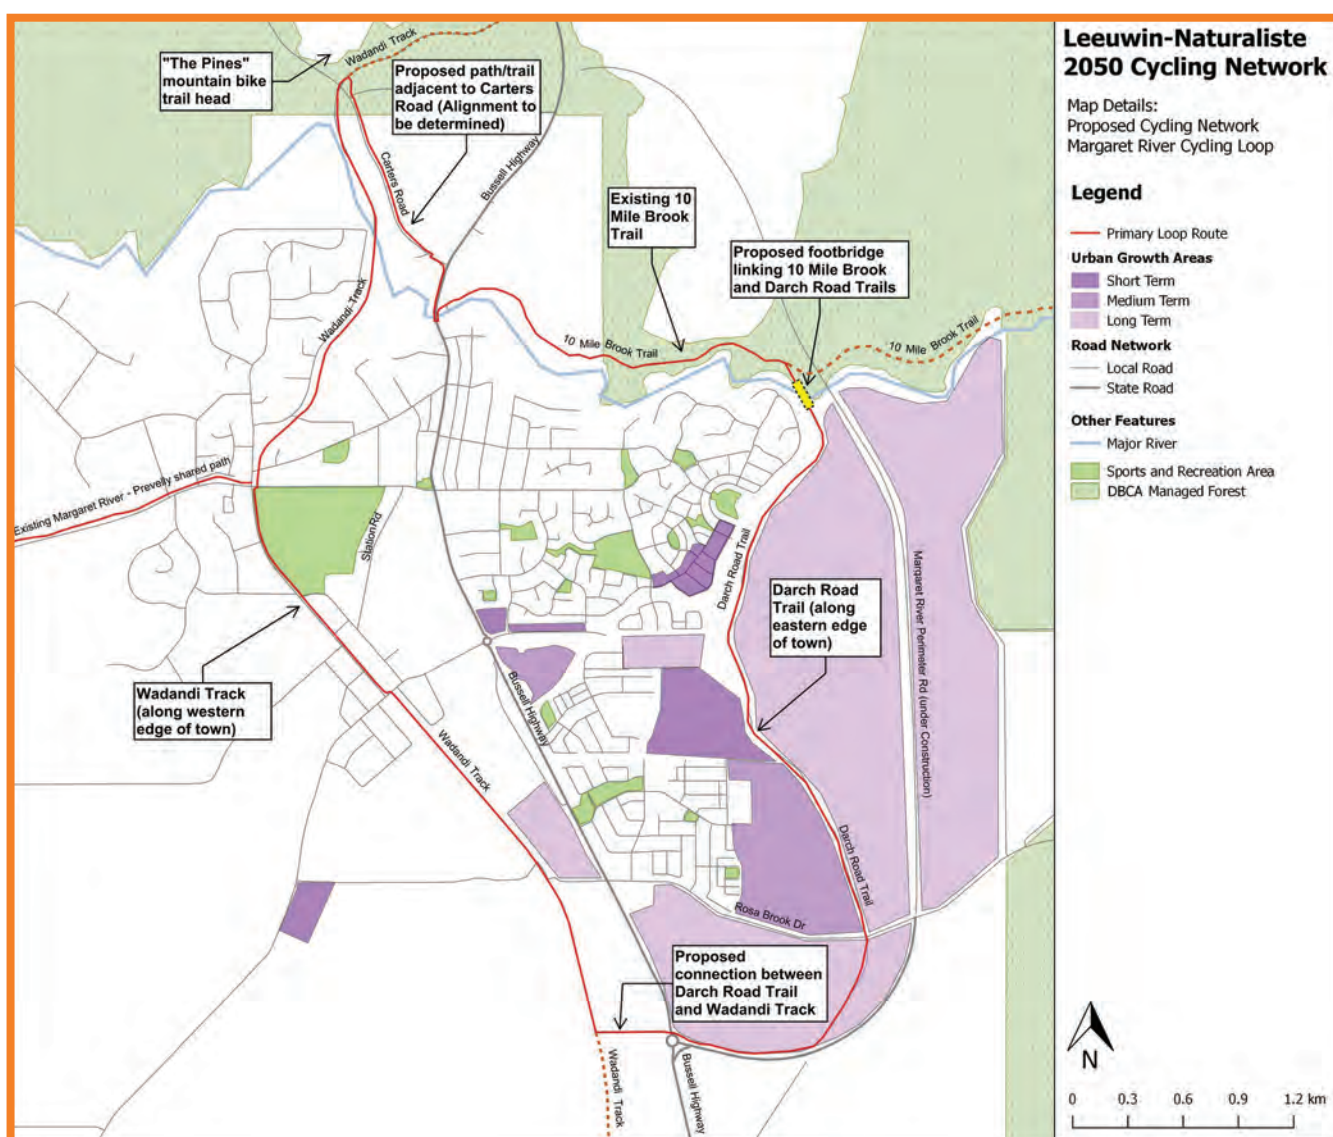 Leeuwin-Naturaliste
2050 Cycling Network
Map Details:
Proposed Cycling Network
Margaret River Cycling Loop
Legend
Primary Loop Route
Urban Growth Areas
Short Term
Medium Term
Long Term
Road Network
Local Road
State Road
Other Features
Major River
Sports and Recreation Area
DBCA Managed Forest
N
0 0.3 0.6 0.9 1.2 km
"The Pines"
mountain bike
trail head
Wadandi Track
Proposed path/trail
adjacent to Carters
Road (Alignment to
be determined)
Carters Road
Bussell Highway
Existing 10
Mile Brook
Trail
Proposed footbridge
linking 10 Mile Brook
and Darch Road Trails
10 Mile Brook Trail
10 Mile Brook Trail
Wadandi Track
Existing Margaret River - Prevelly shared path
Station Rd
Darch Road Trail
Margaret River Perimeter Rd (under Construction)
Darch Road
Trail (along
eastern edge
of town)
Wadandi Track
(along western
edge of town)
Bussell Highway
Wadandi Track
Darch Road Trail
Rosa Brook Dr
Proposed
connection between
Darch Road Trail
and Wadandi Track
Wadandi Track
Bussell Highway